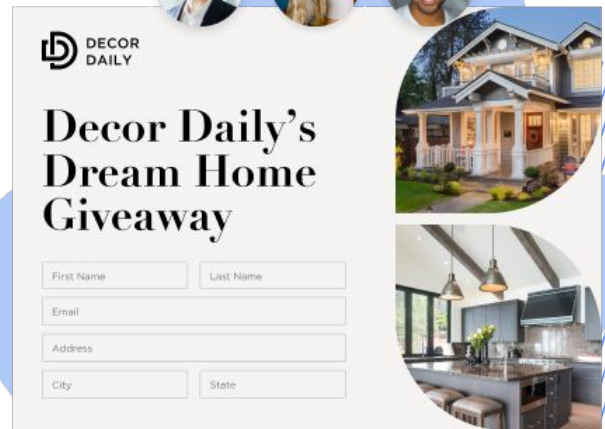 DECOR
DAILY
Decor Daily's
Dream Home
Giveaway
First Name
Last Name
Email
Address
City
State